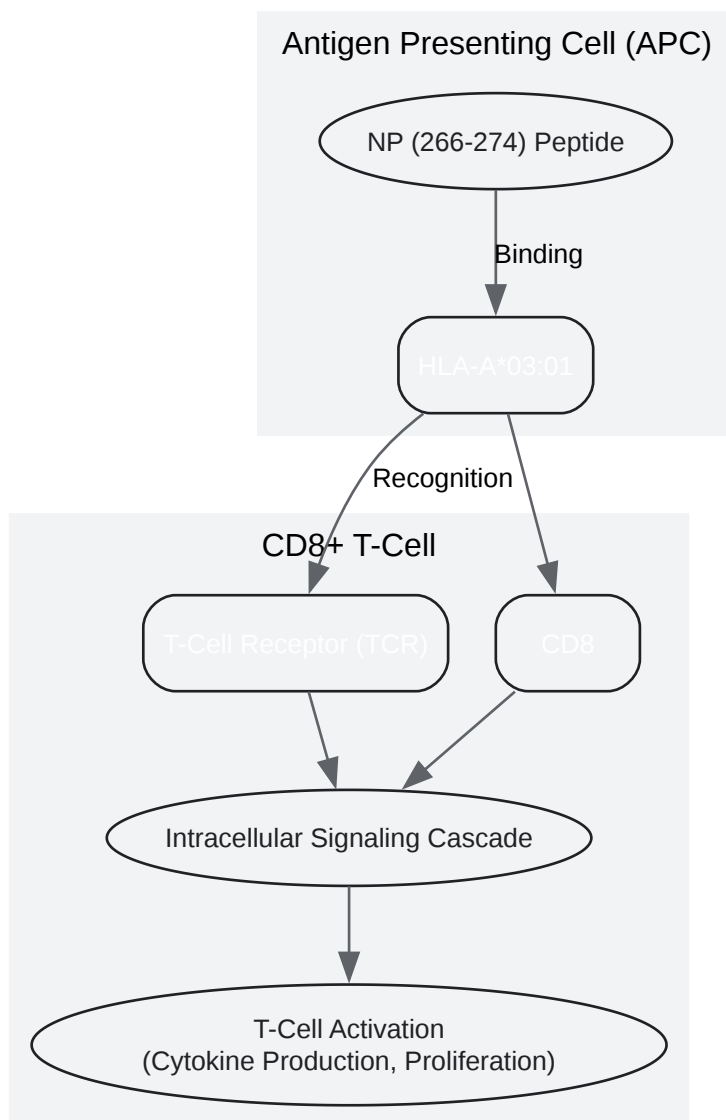 Antigen Presenting Cell (APC)
NP (266-274) Peptide
Binding
HLA-A*03:01
Recognition
CD8+ T-Cell
T-Cell Receptor (TCR)
CD8
Intracellular Signaling Cascade
T-Cell Activation
(Cytokine Production, Proliferation)